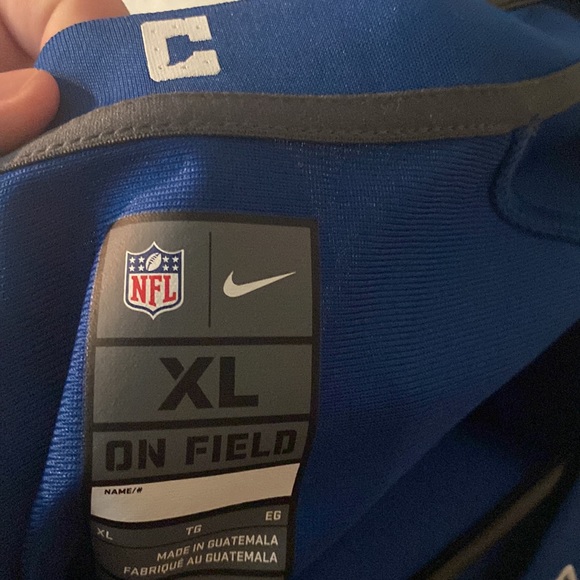 C
NFL
XL
ON FIELD
NAME/#
XL TG EG
MADE IN GUATEMALA
FABRIQUÉ AU GUATEMALA